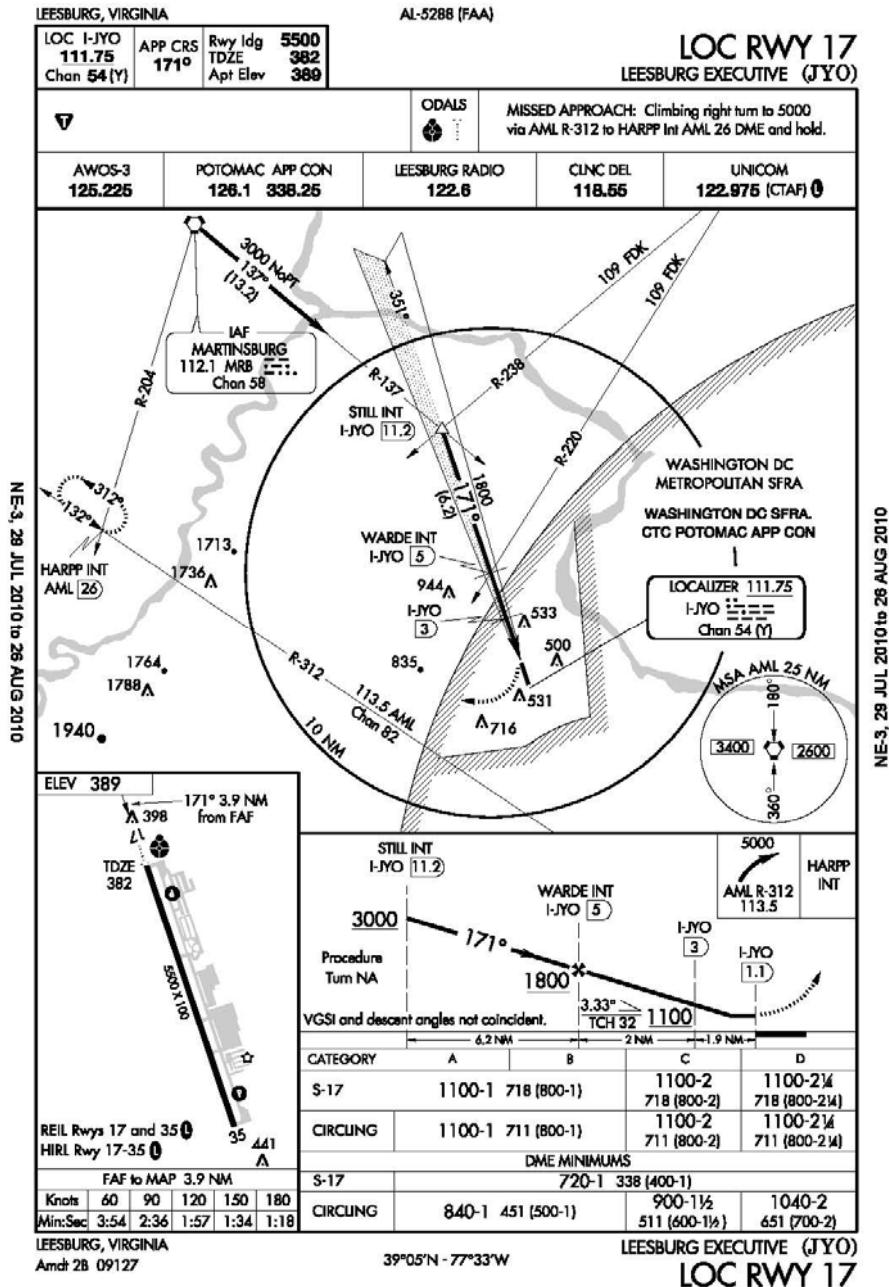 LEESBURG, VIRGINIA
AL-5288 (FAA)
LOC I-JYO
111.75
Chan 54 (Y)
APP CRS
171°
Rwy ldg 5500
TDZE 382
Apt Elev 389
LOC RWY 17
LEESBURG EXECUTIVE (JYO)
T
ODALS
MISSED APPROACH: Climbing right turn to 5000
via AML R-312 to HARPP Int AML 26 DME and hold.
AWOS-3
125.225
POTOMAC APP CON
126.1 338.25
LEESBURG RADIO
122.6
CLNC DEL
118.55
UNICOM
122.975 (CTAF) L
3000 NoPT
137°
(13.2)
351°
109 FDK
109 FDK
IAF
MARTINSBURG
112.1 MRB
Chan 58
R-204
R-137
R-238
R-220
STILL INT
I-JYO 11.2
1800
171°
(6.2)
WASHINGTON DC
METROPOLITAN SFRA
WASHINGTON DC SFRA.
CTC POTOMAC APP CON
312°
132°
HARPP INT
AML 26
1713
1736
WARDE INT
I-JYO 5
944
I-JYO
3
533
LOCALIZER 111.75
I-JYO
Chan 54 (Y)
500
835
531
716
R-312
113.5 AML
Chan 82
1764
1788
1940
10 NM
MSA AML 25 NM
180°
3400
2600
360°
NE-3, 28 JUL 2010 to 26 AUG 2010
NE-3, 29 JUL 2010 to 26 AUG 2010
ELEV 389
171° 3.9 NM
from FAF
398
TDZE
382
5500 X 100
35
441
REIL Rwys 17 and 35 L
HIRL Rwy 17-35 L
FAF to MAP 3.9 NM
Knots 60 90 120 150 180
Min:Sec 3:54 2:36 1:57 1:34 1:18
STILL INT
I-JYO 11.2
3000
171°
Procedure
Turn NA
WARDE INT
I-JYO 5
1800
I-JYO
3
I-JYO
1.1
5000
AML R-312
113.5
HARPP
INT
3.33°
TCH 32
1100
VGSI and descent angles not coincident.
6.2 NM
2 NM
1.9 NM
CATEGORY A B C D
S-17 1100-1 718 (800-1) 1100-2 718 (800-2) 1100-2¼ 718 (800-2¼)
CIRCLING 1100-1 711 (800-1) 1100-2 711 (800-2) 1100-2¼ 711 (800-2¼)
DME MINIMUMS
S-17 720-1 338 (400-1)
CIRCLING 840-1 451 (500-1) 900-1½ 511 (600-1½) 1040-2 651 (700-2)
LEESBURG, VIRGINIA
Amdt 2B 09127
39°05'N - 77°33'W
LEESBURG EXECUTIVE (JYO)
LOC RWY 17